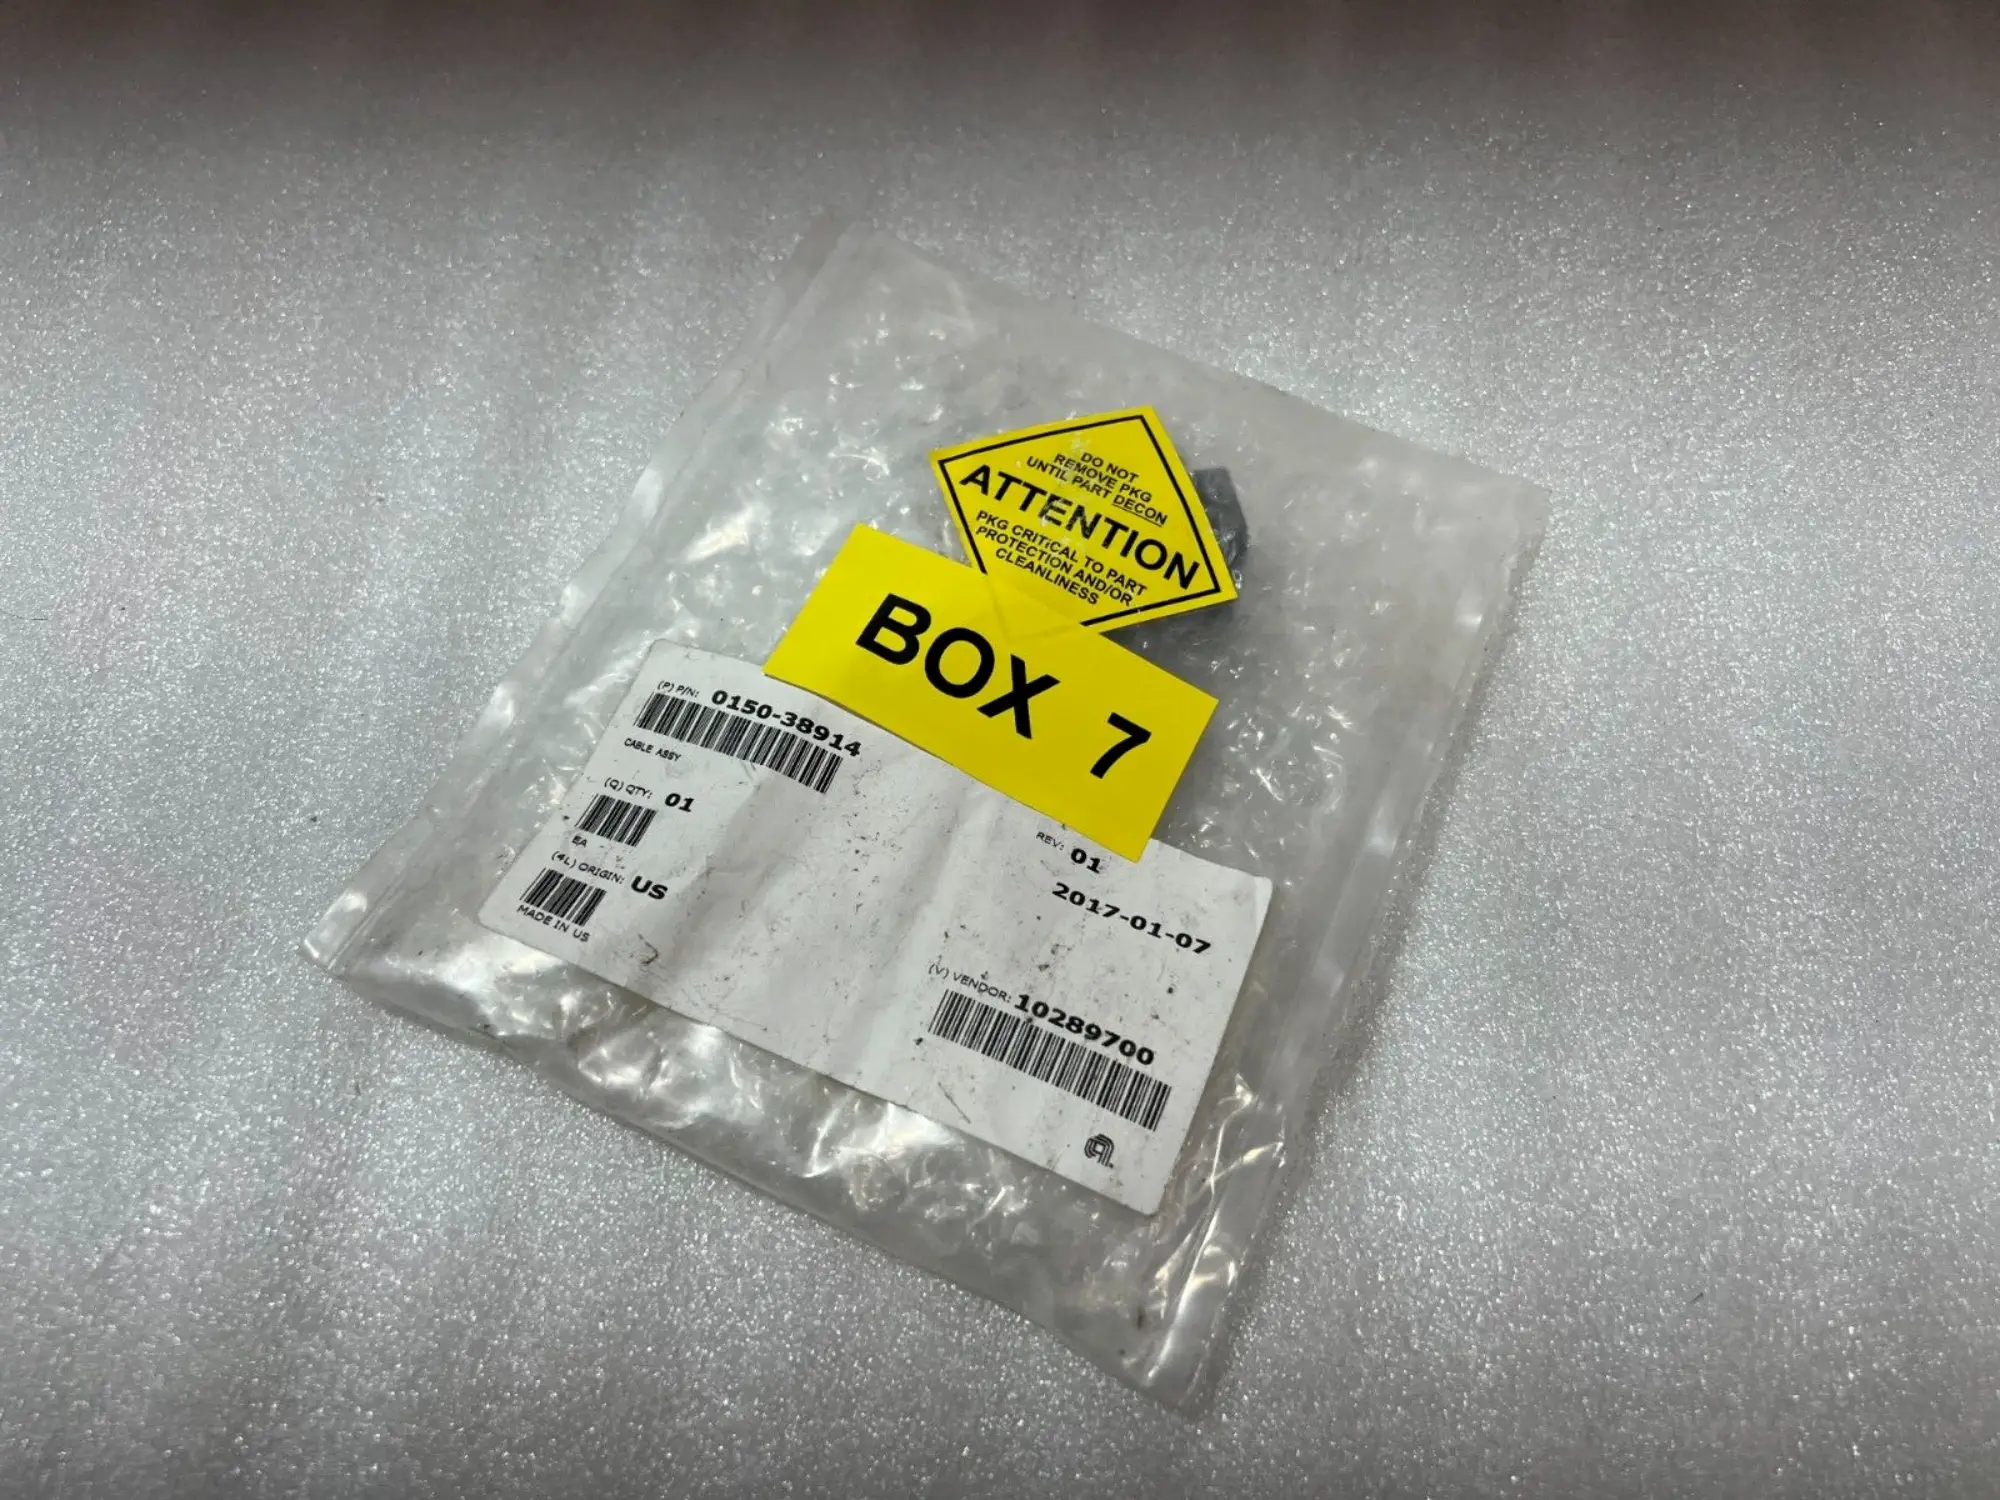 DO NOT
REMOVE PKG
UNTIL PART DECON
ATTENTION
PKG CRITICAL TO PART
PROTECTION AND/OR
CLEANLINESS
BOX 7
(P) P/N: 0150-38914
CABLE ASSY
(Q) QTY: 01
EA
(4L) ORIGIN: US
MADE IN US
REV: 01
2017-01-07
(V) VENDOR: 10289700